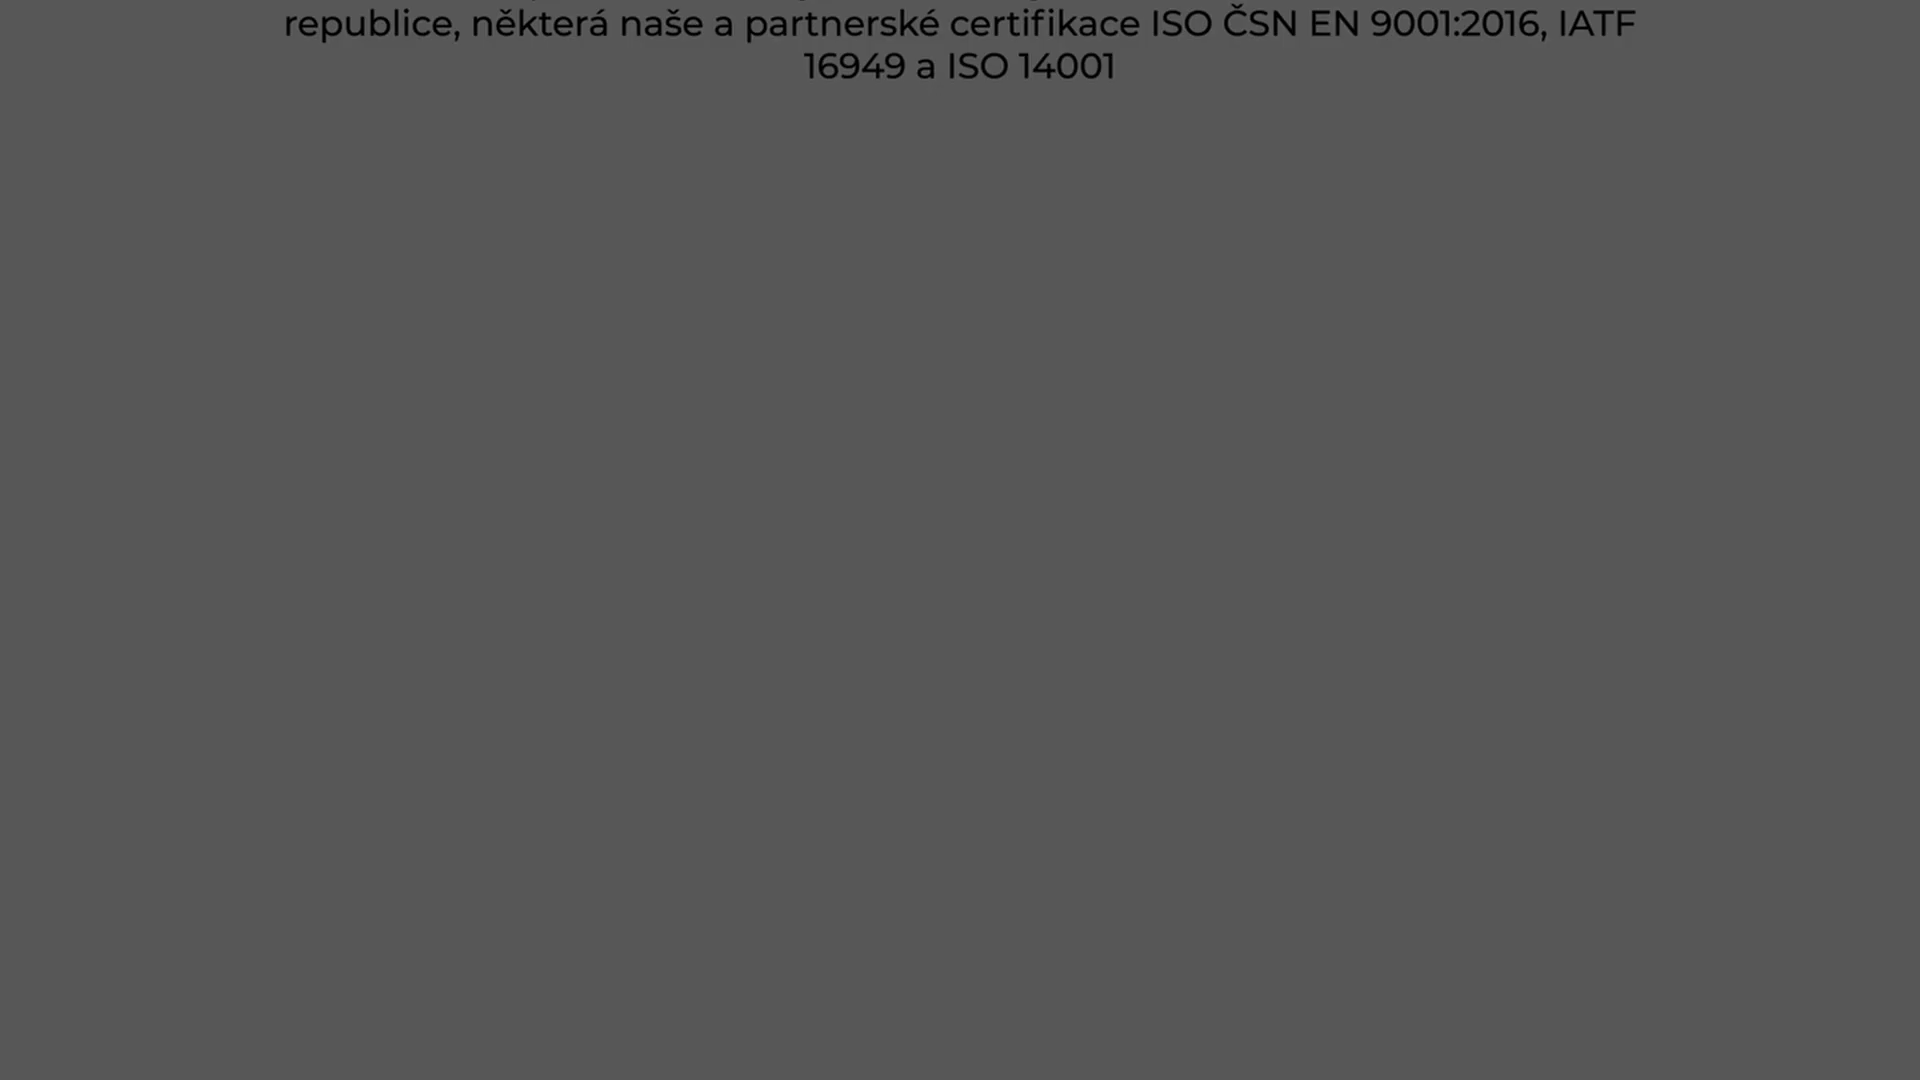 republice, některá naše a partnerské certifikace ISO ČSN EN 9001:2016, IATF
16949 a ISO 14001